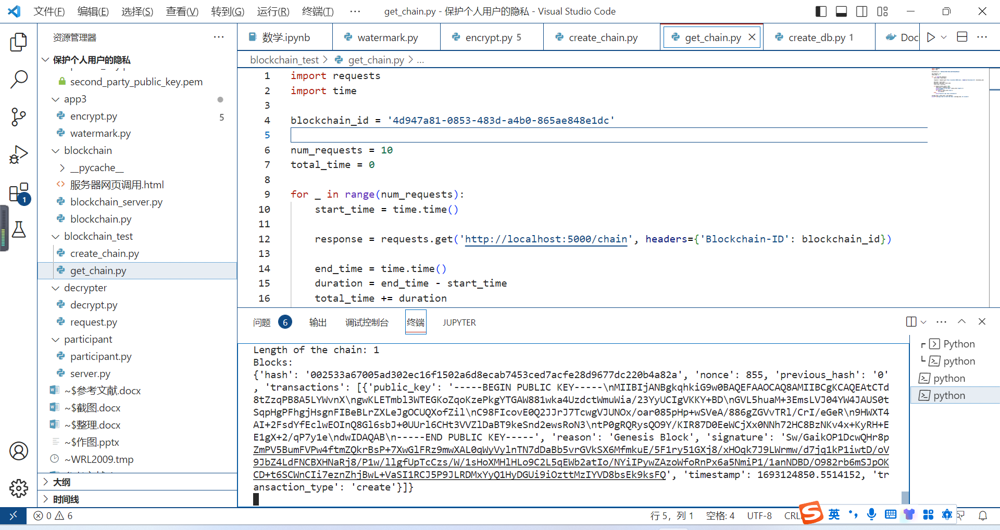 文件(F) 编辑(E) 选择(S) 查看(V) 转到(G) 运行(R) 终端(T) ··· get_chain.py - 保护个人用户的隐私 - Visual Studio Code
资源管理器 ···
保护个人用户的隐私
second_party_public_key.pem
app3
encrypt.py 5
watermark.py
blockchain
__pycache__
服务器网页调用.html
blockchain_server.py
blockchain.py
blockchain_test
create_chain.py
get_chain.py
decrypter
decrypt.py
request.py
participant
participant.py
server.py
~$参考文献.docx
~$截图.docx
~$整理.docx
~$作图.pptx
~WRL2009.tmp
大纲
时间线
1
数学.ipynb watermark.py encrypt.py 5 create_chain.py get_chain.py create_db.py 1 Doc
blockchain_test > get_chain.py > ...
1 import requests
2 import time
3
4 blockchain_id = '4d947a81-0853-483d-a4b0-865ae848e1dc'
5
6 num_requests = 10
7 total_time = 0
8
9 for _ in range(num_requests):
10 start_time = time.time()
11
12 response = requests.get('http://localhost:5000/chain', headers={'Blockchain-ID': blockchain_id})
13
14 end_time = time.time()
15 duration = end_time - start_time
16 total_time += duration
问题 6 输出 调试控制台 终端 JUPYTER
Length of the chain: 1
Blocks:
{'hash': '002533a67005ad302ec16f1502a6d8ecab7453ced7acfe28d9677dc220b4a82a', 'nonce': 855, 'previous_hash': '0'
, 'transactions': [{'public_key': '-----BEGIN PUBLIC KEY-----\nMIIBIjANBgkqhkiG9w0BAQEFAAOCAQ8AMIIBCgKCAQEAtCTd
8tZzqPB8A5LYWvnX\ngwKLETmbl3WTEGKoZqoKzePkgYTGAW881wka4UzdctWmuWia/23YyUCIgVKKY+BD\nGVL5huaM+3EmsLVJ04YW4JAUS0t
SqpHgPFhgjHsgnFIBeBLrZXLeJgOCUQXofZil\nC98FIcovE0Q2JJrJ7TcwgVJUNOx/oar085pHp+wSVeA/886gZGVvTRl/CrI/eGeR\n9HWXT4
AI+2FsdYfEclwEOInQ8Gl6sbJ+0UUrl6CHt3VVZlDaBT9keSnd2ewsRoN3\ntP0gRQRysQO9Y/KIR87D0EeWCjXx0NNh72HC8BzNKv4x+KyRH+E
E1gX+2/qP7y1e\ndwIDAQAB\n-----END PUBLIC KEY-----', 'reason': 'Genesis Block', 'signature': 'Sw/GaikOP1DcwQHr8p
ZmPV5BumFVPw4ftmZQkrBsP+7XwGlFRz9mwXAL0qWyVylnTN7dDaBb5vrGVkSX6MfmkuE/5F1ry51GXj8/xHOqk7J9LWrmw/d7jq1kP1iwtD/oV
9JbZ4LdFNCBXHNaRj8/P1w/llgfUpTcCzs/W/1sHoXMHlHLo9C2L5qEWb2atIo/NYiIPywZAzoWfoRnPx6a5NmiP1/1anNDBD/O982rb6mSJpOK
CD+t6SCWnCIi7eznZhjBwL+VaSI1RCJ5P9JLRDMxYyQ1HyDGUi9iOzttMzIYVD8bsEk9ksFQ', 'timestamp': 1693124850.5514152, 'tr
ansaction_type': 'create'}]}
Python
python
python
python
0 6 行 5，列 1 空格: 4 UTF-8 CRL 英